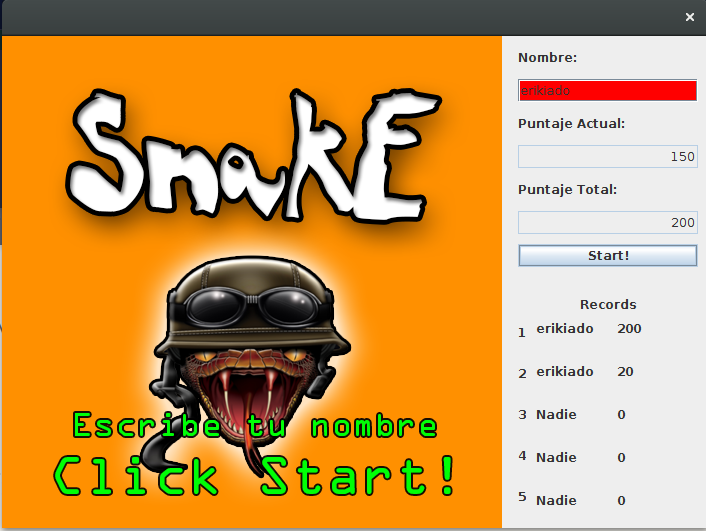 SnakE
Escribe tu nombre
Click Start!
Nombre:
erikiado
Puntaje Actual:
150
Puntaje Total:
200
Start!
Records
1 erikiado 200
2 erikiado 20
3 Nadie 0
4 Nadie 0
5 Nadie 0